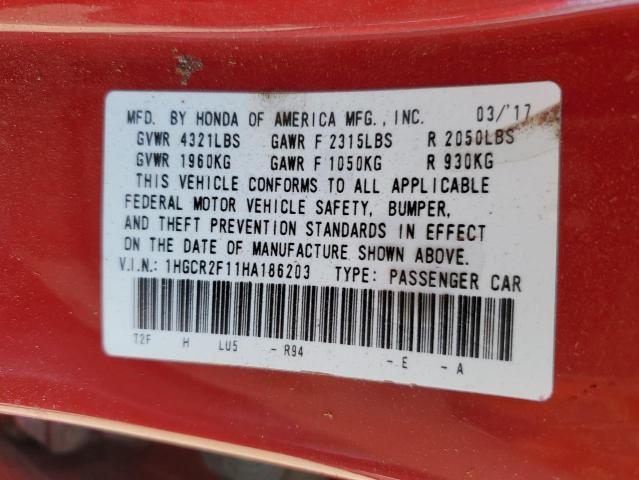 MFD. BY HONDA OF AMERICA MFG., INC. 03/'17
GVWR 4321LBS GAWR F 2315LBS R 2050LBS
GVWR 1960KG GAWR F 1050KG R 930KG
THIS VEHICLE CONFORMS TO ALL APPLICABLE
FEDERAL MOTOR VEHICLE SAFETY, BUMPER,
AND THEFT PREVENTION STANDARDS IN EFFECT
ON THE DATE OF MANUFACTURE SHOWN ABOVE.
V.I.N.: 1HGCR2F11HA186203 TYPE: PASSENGER CAR
T2F H LU5 - R94 - E - A